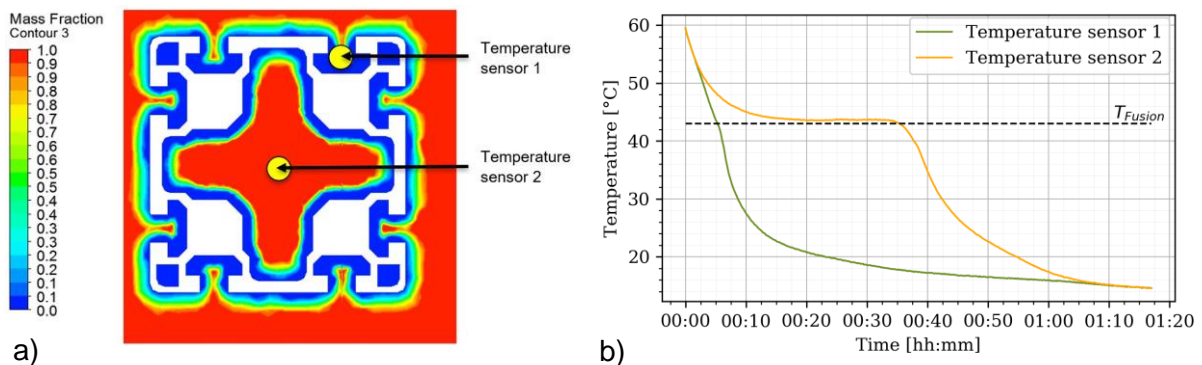 Mass Fraction
Contour 3
1.0
0.9
0.9
0.8
0.8
0.7
0.6
0.6
0.5
0.5
0.4
0.4
0.3
0.2
0.2
0.1
0.1
0.0
Temperature
sensor 1
Temperature
sensor 2
a)
Temperature sensor 1
Temperature sensor 2
T_Fusion
Temperature [°C]
60
50
40
30
20
00:00 00:10 00:20 00:30 00:40 00:50 01:00 01:10 01:20
Time [hh:mm]
b)